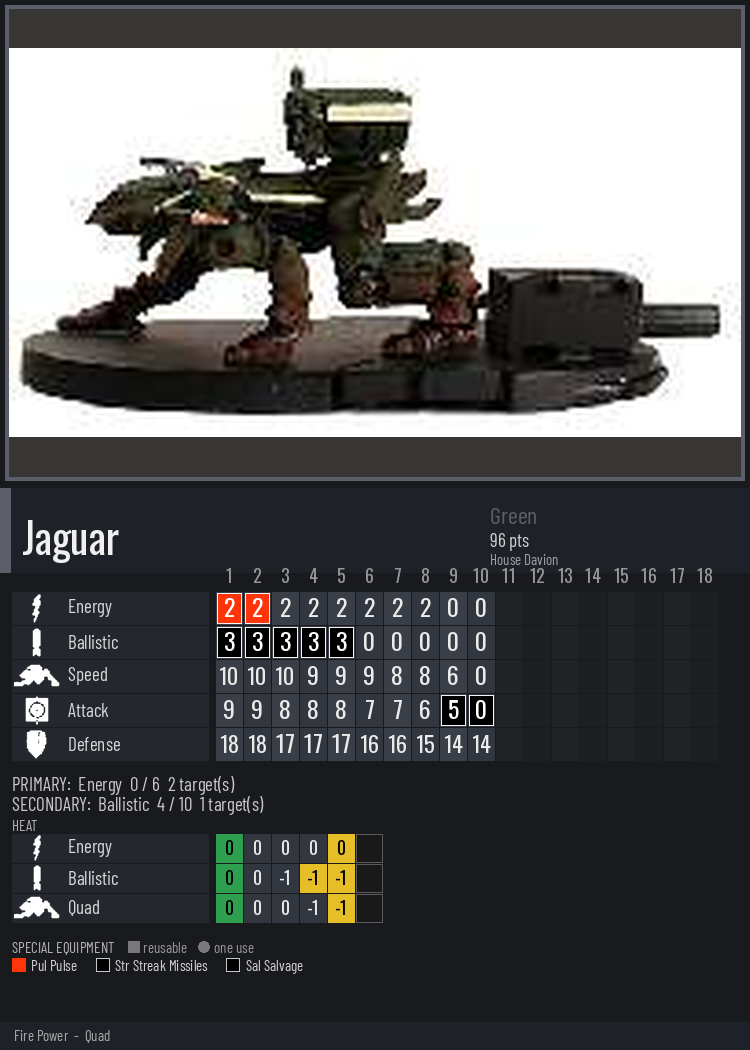 Jaguar
Green
96 pts
House Davion
1 2 3 4 5 6 7 8 9 10 11 12 13 14 15 16 17 18
Energy 2 2 2 2 2 2 2 2 0 0
Ballistic 3 3 3 3 3 0 0 0 0 0
Speed 10 10 10 9 9 9 8 8 6 0
Attack 9 9 8 8 8 7 7 6 5 0
Defense 18 18 17 17 17 16 16 15 14 14
PRIMARY: Energy 0 / 6 2 target(s)
SECONDARY: Ballistic 4 / 10 1 target(s)
HEAT
Energy 0 0 0 0 0
Ballistic 0 0 -1 -1 -1
Quad 0 0 0 -1 -1
SPECIAL EQUIPMENT reusable one use
Pul Pulse Str Streak Missiles Sal Salvage
Fire Power - Quad